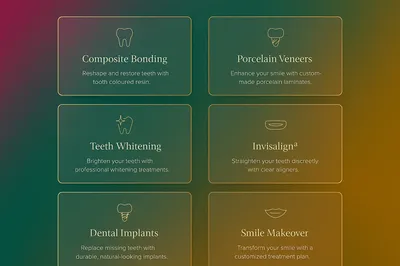 Composite Bonding
Reshape and restore teeth with
tooth coloured resin.
Porcelain Veneers
Enhance your smile with custom-
made porcelain laminates.
Teeth Whitening
Brighten your teeth with
professional whitening treatments.
Invisalignª
Straighten your teeth discreetly
with clear aligners.
Dental Implants
Replace missing teeth with
durable, natural-looking implants.
Smile Makeover
Transform your smile with a
customized treatment plan.